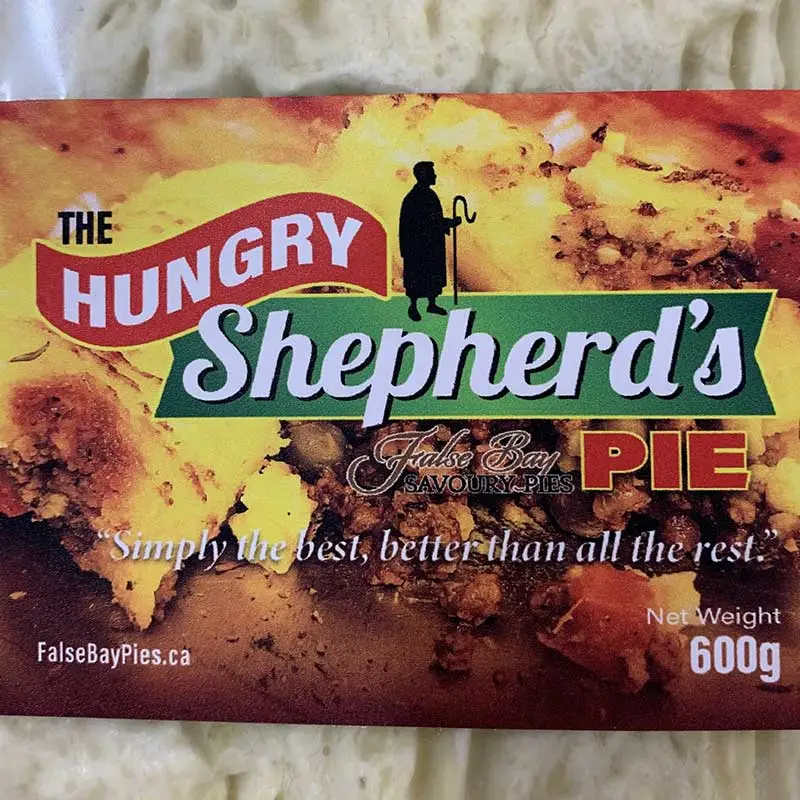 THE
HUNGRY
Shepherd's
PIE
False Bay
SAVOURY PIES
"Simply the best, better than all the rest."
Net Weight
600g
FalseBayPies.ca